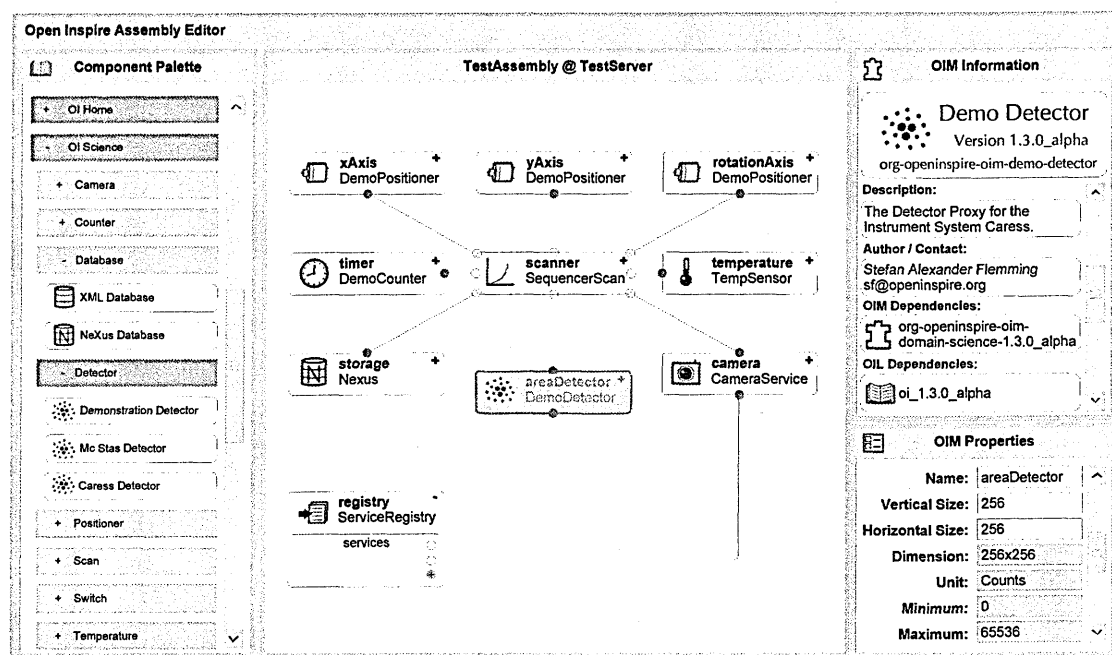 Open Inspire Assembly Editor
Component Palette
+ OI Home
- OI Science
+ Camera
+ Counter
- Database
XML Database
NeXus Database
- Detector
Demonstration Detector
Mc Stas Detector
Caress Detector
+ Positioner
+ Scan
+ Switch
+ Temperature
TestAssembly @ TestServer
xAxis +
DemoPositioner
yAxis +
DemoPositioner
rotationAxis +
DemoPositioner
timer +
DemoCounter
scanner +
SequencerScan
temperature +
TempSensor
storage +
Nexus
areaDetector +
DemoDetector
camera +
CameraService
registry -
ServiceRegistry
services
OIM Information
Demo Detector
Version 1.3.0_alpha
org-openinspire-oim-demo-detector
Description:
The Detector Proxy for the
Instrument System Caress.
Author / Contact:
Stefan Alexander Flemming
sf@openinspire.org
OIM Dependencies:
org-openinspire-oim-
domain-science-1.3.0_alpha
OIL Dependencies:
oi_1.3.0_alpha
OIM Properties
Name: areaDetector
Vertical Size: 256
Horizontal Size: 256
Dimension: 256x256
Unit: Counts
Minimum: 0
Maximum: 65536